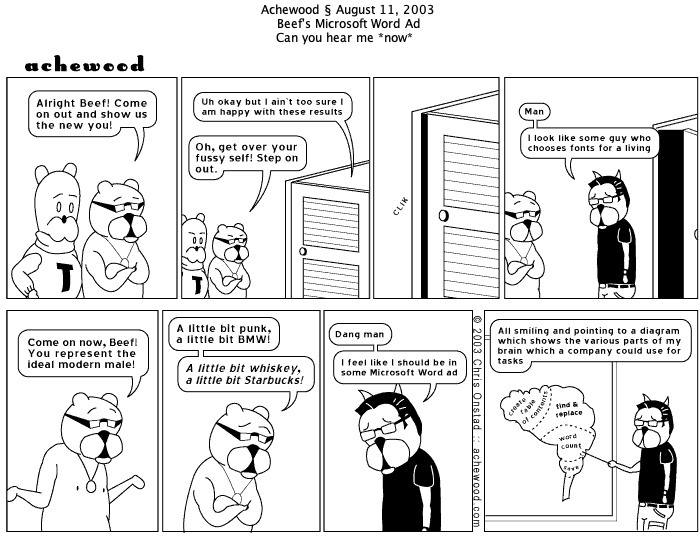 Achewood § August 11, 2003
Beef's Microsoft Word Ad
Can you hear me *now*
achewood
Alright Beef! Come
on out and show us
the new you!
T
Uh okay but I ain't too sure I
am happy with these results
Oh, get over your
fussy self! Step on
out.
CLIK
Man
I look like some guy who
chooses fonts for a living
Come on now, Beef!
You represent the
ideal modern male!
A little bit punk,
a little bit BMW!
A little bit whiskey,
a little bit Starbucks!
Dang man
I feel like I should be in
some Microsoft Word ad
© 2003 Chris Onstad :: achewood.com
All smiling and pointing to a diagram
which shows the various parts of my
brain which a company could use for
tasks
create
table
of contents
find &
replace
word
count
save